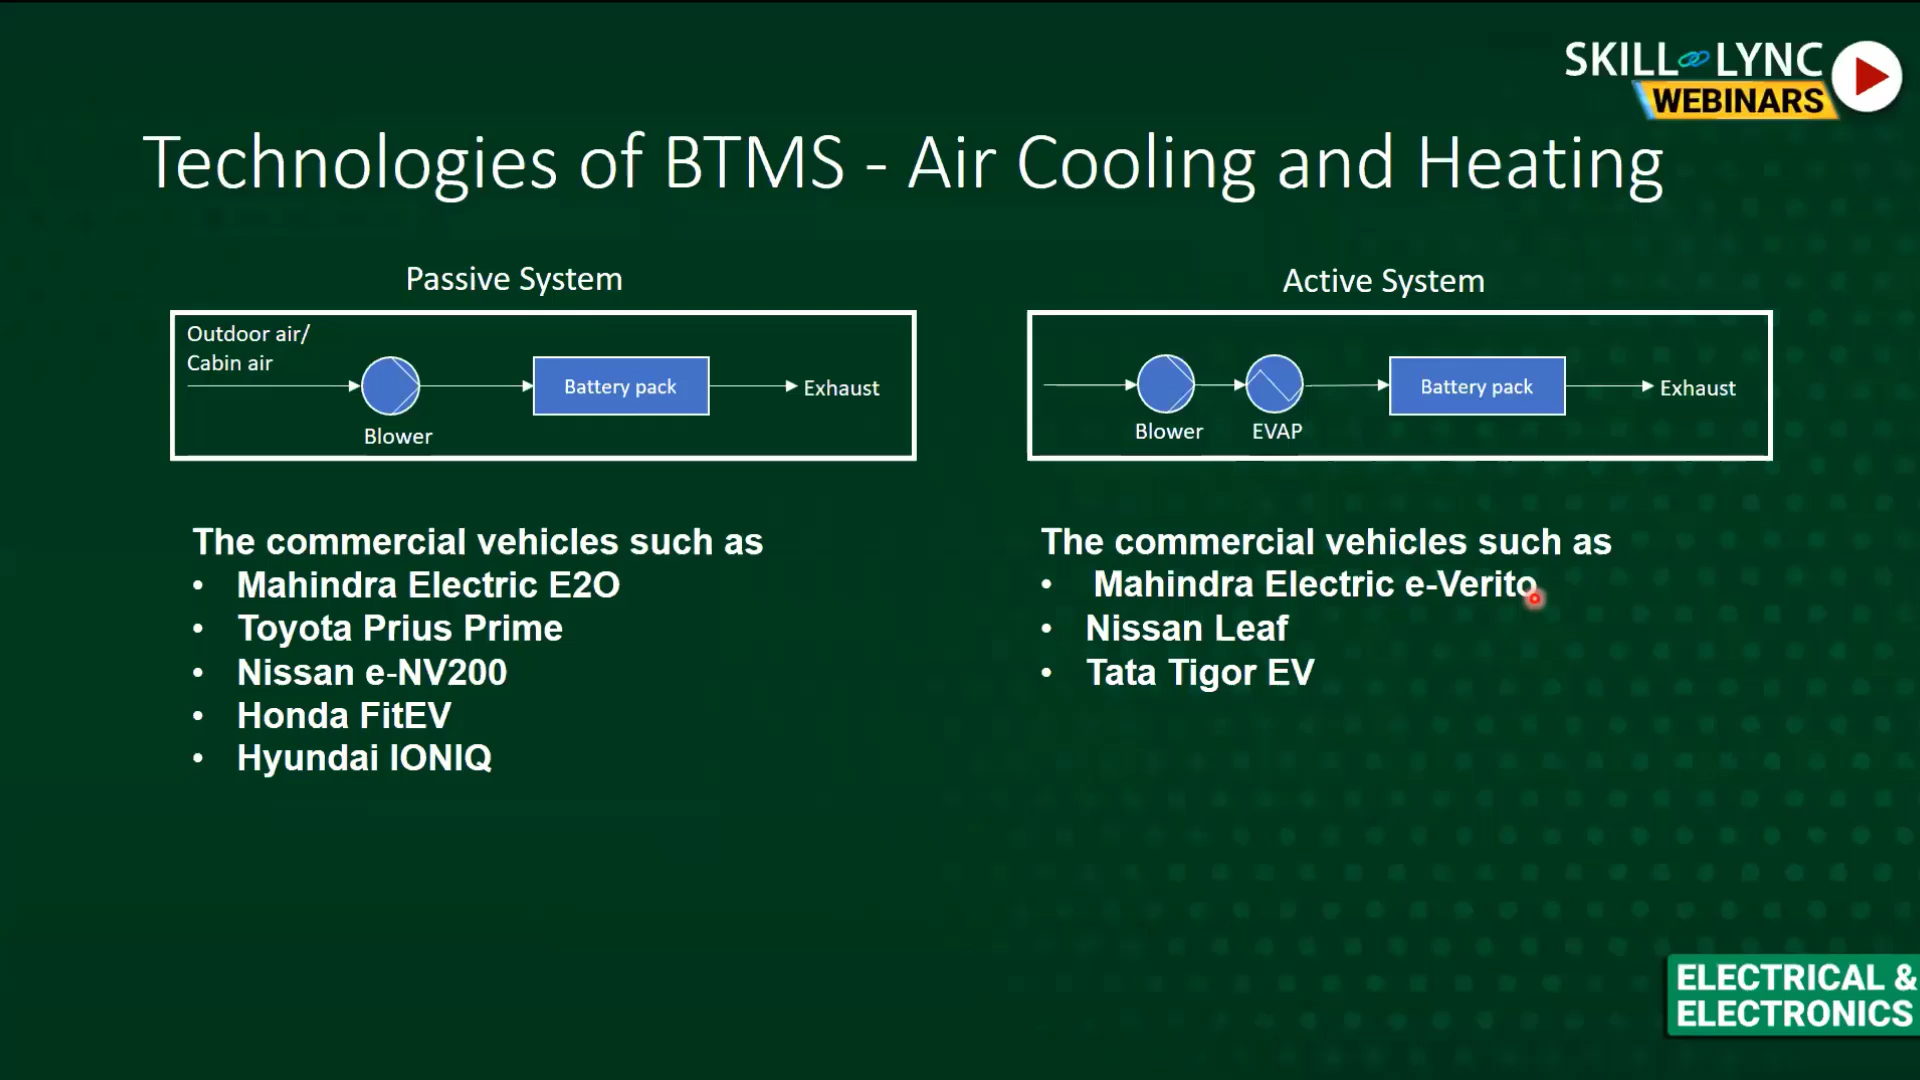 SKILL LYNC
WEBINARS
Technologies of BTMS - Air Cooling and Heating
Passive System
Outdoor air/
Cabin air
Blower
Battery pack
Exhaust
Active System
Blower
EVAP
Battery pack
Exhaust
The commercial vehicles such as
• Mahindra Electric E2O
• Toyota Prius Prime
• Nissan e-NV200
• Honda FitEV
• Hyundai IONIQ
The commercial vehicles such as
• Mahindra Electric e-Verito
• Nissan Leaf
• Tata Tigor EV
ELECTRICAL &
ELECTRONICS